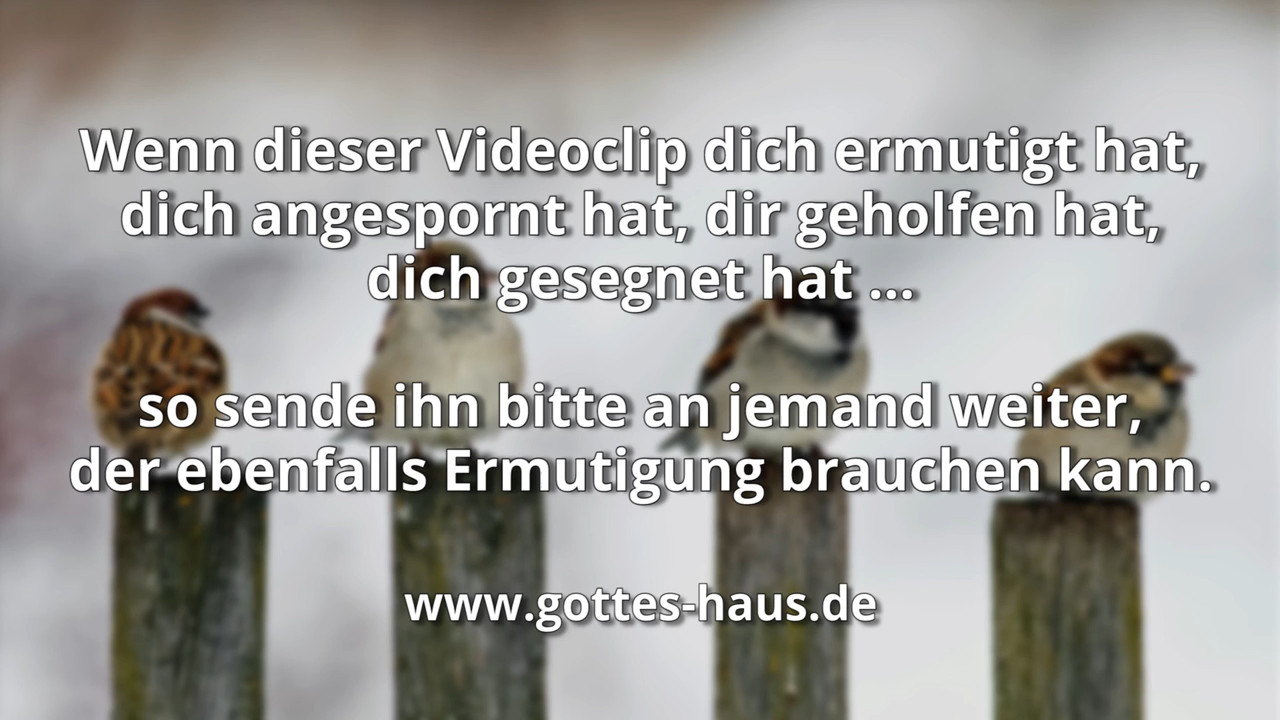 Wenn dieser Videoclip dich ermutigt hat,
dich angespornt hat, dir geholfen hat,
dich gesegnet hat ...
so sende ihn bitte an jemand weiter,
der ebenfalls Ermutigung brauchen kann.
www.gottes-haus.de